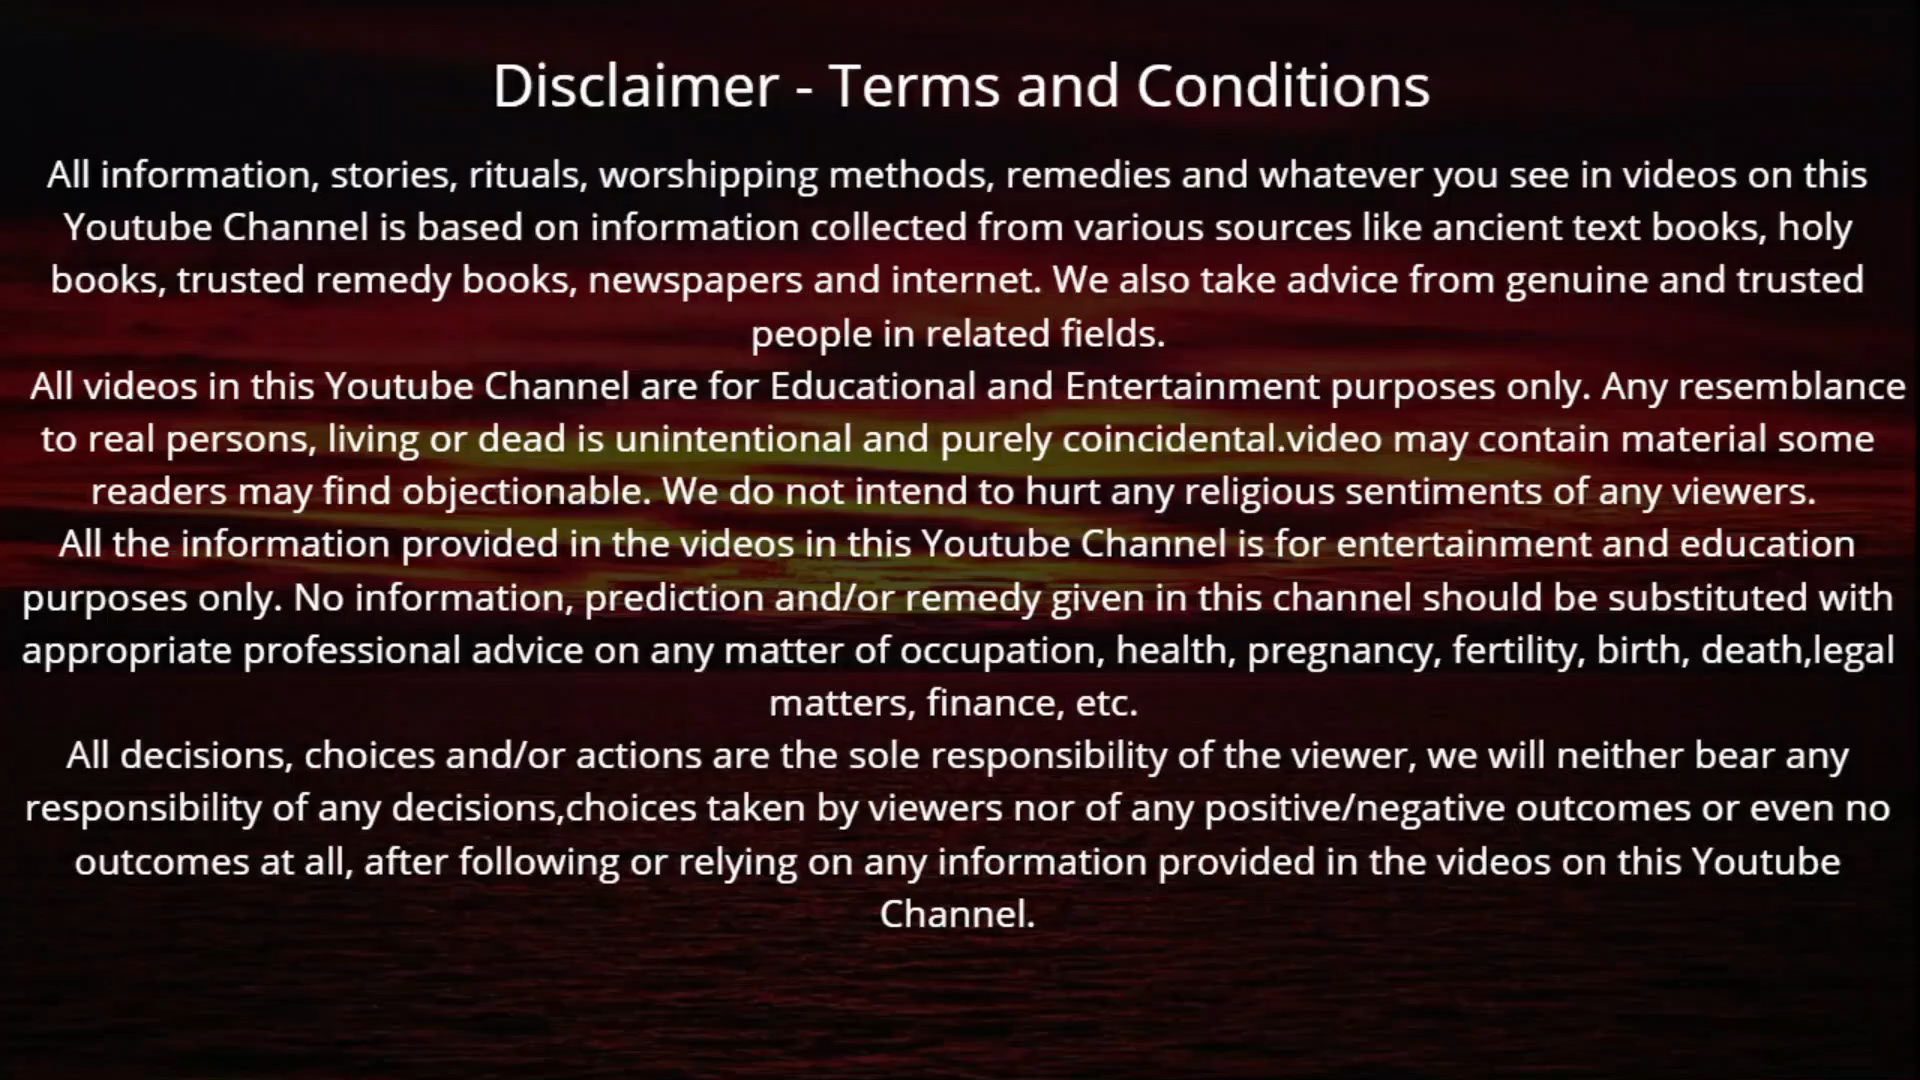 Disclaimer - Terms and Conditions
All information, stories, rituals, worshipping methods, remedies and whatever you see in videos on this
Youtube Channel is based on information collected from various sources like ancient text books, holy
books, trusted remedy books, newspapers and internet. We also take advice from genuine and trusted
people in related fields.
All videos in this Youtube Channel are for Educational and Entertainment purposes only. Any resemblance
to real persons, living or dead is unintentional and purely coincidental.video may contain material some
readers may find objectionable. We do not intend to hurt any religious sentiments of any viewers.
All the information provided in the videos in this Youtube Channel is for entertainment and education
purposes only. No information, prediction and/or remedy given in this channel should be substituted with
appropriate professional advice on any matter of occupation, health, pregnancy, fertility, birth, death,legal
matters, finance, etc.
All decisions, choices and/or actions are the sole responsibility of the viewer, we will neither bear any
responsibility of any decisions,choices taken by viewers nor of any positive/negative outcomes or even no
outcomes at all, after following or relying on any information provided in the videos on this Youtube
Channel.